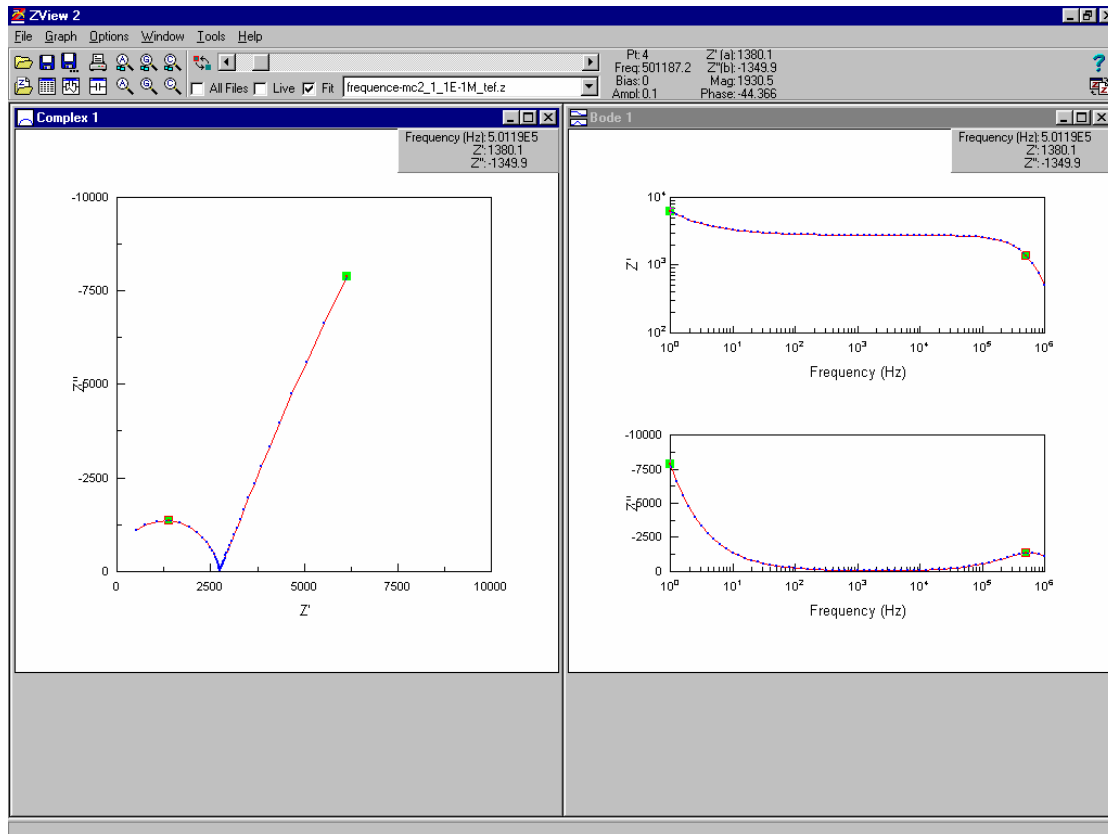 ZView 2
File Graph Options Window Tools Help
Pt: 4
Freq: 501187.2
Bias: 0
Ampl: 0.1
Z' (a): 1380.1
Z''(b): -1349.9
Mag: 1930.5
Phase: -44.366
All Files Live Fit frequence-mc2_1_1E-1M_tef.z
Complex 1
Frequency (Hz): 5.0119E5
Z': 1380.1
Z'': -1349.9
-10000
-7500
-5000
-2500
0
Z''
0 2500 5000 7500 10000
Z'
Bode 1
Frequency (Hz): 5.0119E5
Z': 1380.1
Z'': -1349.9
10⁴
10³
10²
Z'
10⁰ 10¹ 10² 10³ 10⁴ 10⁵ 10⁶
Frequency (Hz)
-10000
-7500
-5000
-2500
0
Z''
10⁰ 10¹ 10² 10³ 10⁴ 10⁵ 10⁶
Frequency (Hz)